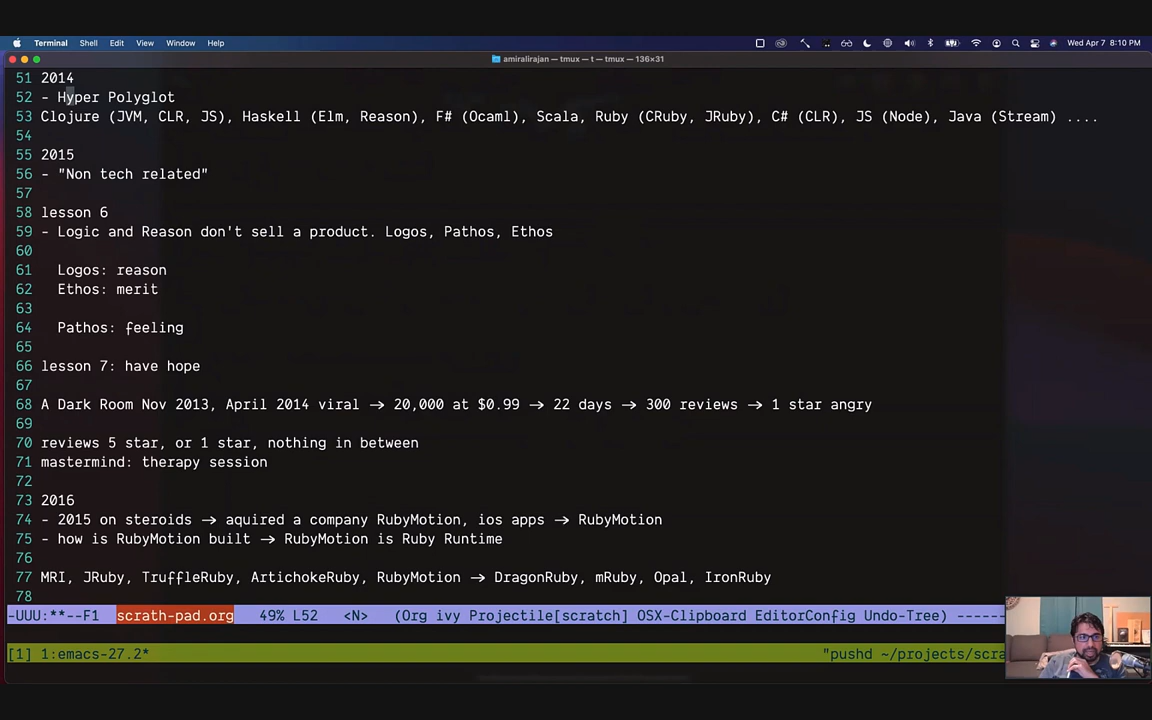 Terminal Shell Edit View Window Help Wed Apr 7 8:10 PM
amiralirajan — tmux — t — tmux — 136×31
51 2014
52 - Hyper Polyglot
53 Clojure (JVM, CLR, JS), Haskell (Elm, Reason), F# (Ocaml), Scala, Ruby (CRuby, JRuby), C# (CLR), JS (Node), Java (Stream) ....
54
55 2015
56 - "Non tech related"
57
58 lesson 6
59 - Logic and Reason don't sell a product. Logos, Pathos, Ethos
60
61 Logos: reason
62 Ethos: merit
63
64 Pathos: feeling
65
66 lesson 7: have hope
67
68 A Dark Room Nov 2013, April 2014 viral → 20,000 at $0.99 → 22 days → 300 reviews → 1 star angry
69
70 reviews 5 star, or 1 star, nothing in between
71 mastermind: therapy session
72
73 2016
74 - 2015 on steroids → aquired a company RubyMotion, ios apps → RubyMotion
75 - how is RubyMotion built → RubyMotion is Ruby Runtime
76
77 MRI, JRuby, TruffleRuby, ArtichokeRuby, RubyMotion → DragonRuby, mRuby, Opal, IronRuby
78
-UUU:**--F1 scrath-pad.org 49% L52 <N> (Org ivy Projectile[scratch] OSX-Clipboard EditorConfig Undo-Tree) ------
[1] 1:emacs-27.2* "pushd ~/projects/scra